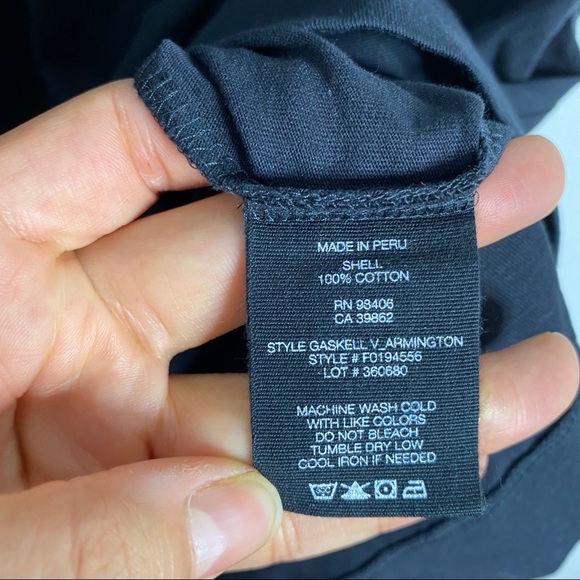 MADE IN PERU
SHELL
100% COTTON
RN 98406
CA 39862
STYLE GASKELL V_ARMINGTON
STYLE # F0194556
LOT # 360680
MACHINE WASH COLD
WITH LIKE COLORS
DO NOT BLEACH
TUMBLE DRY LOW
COOL IRON IF NEEDED